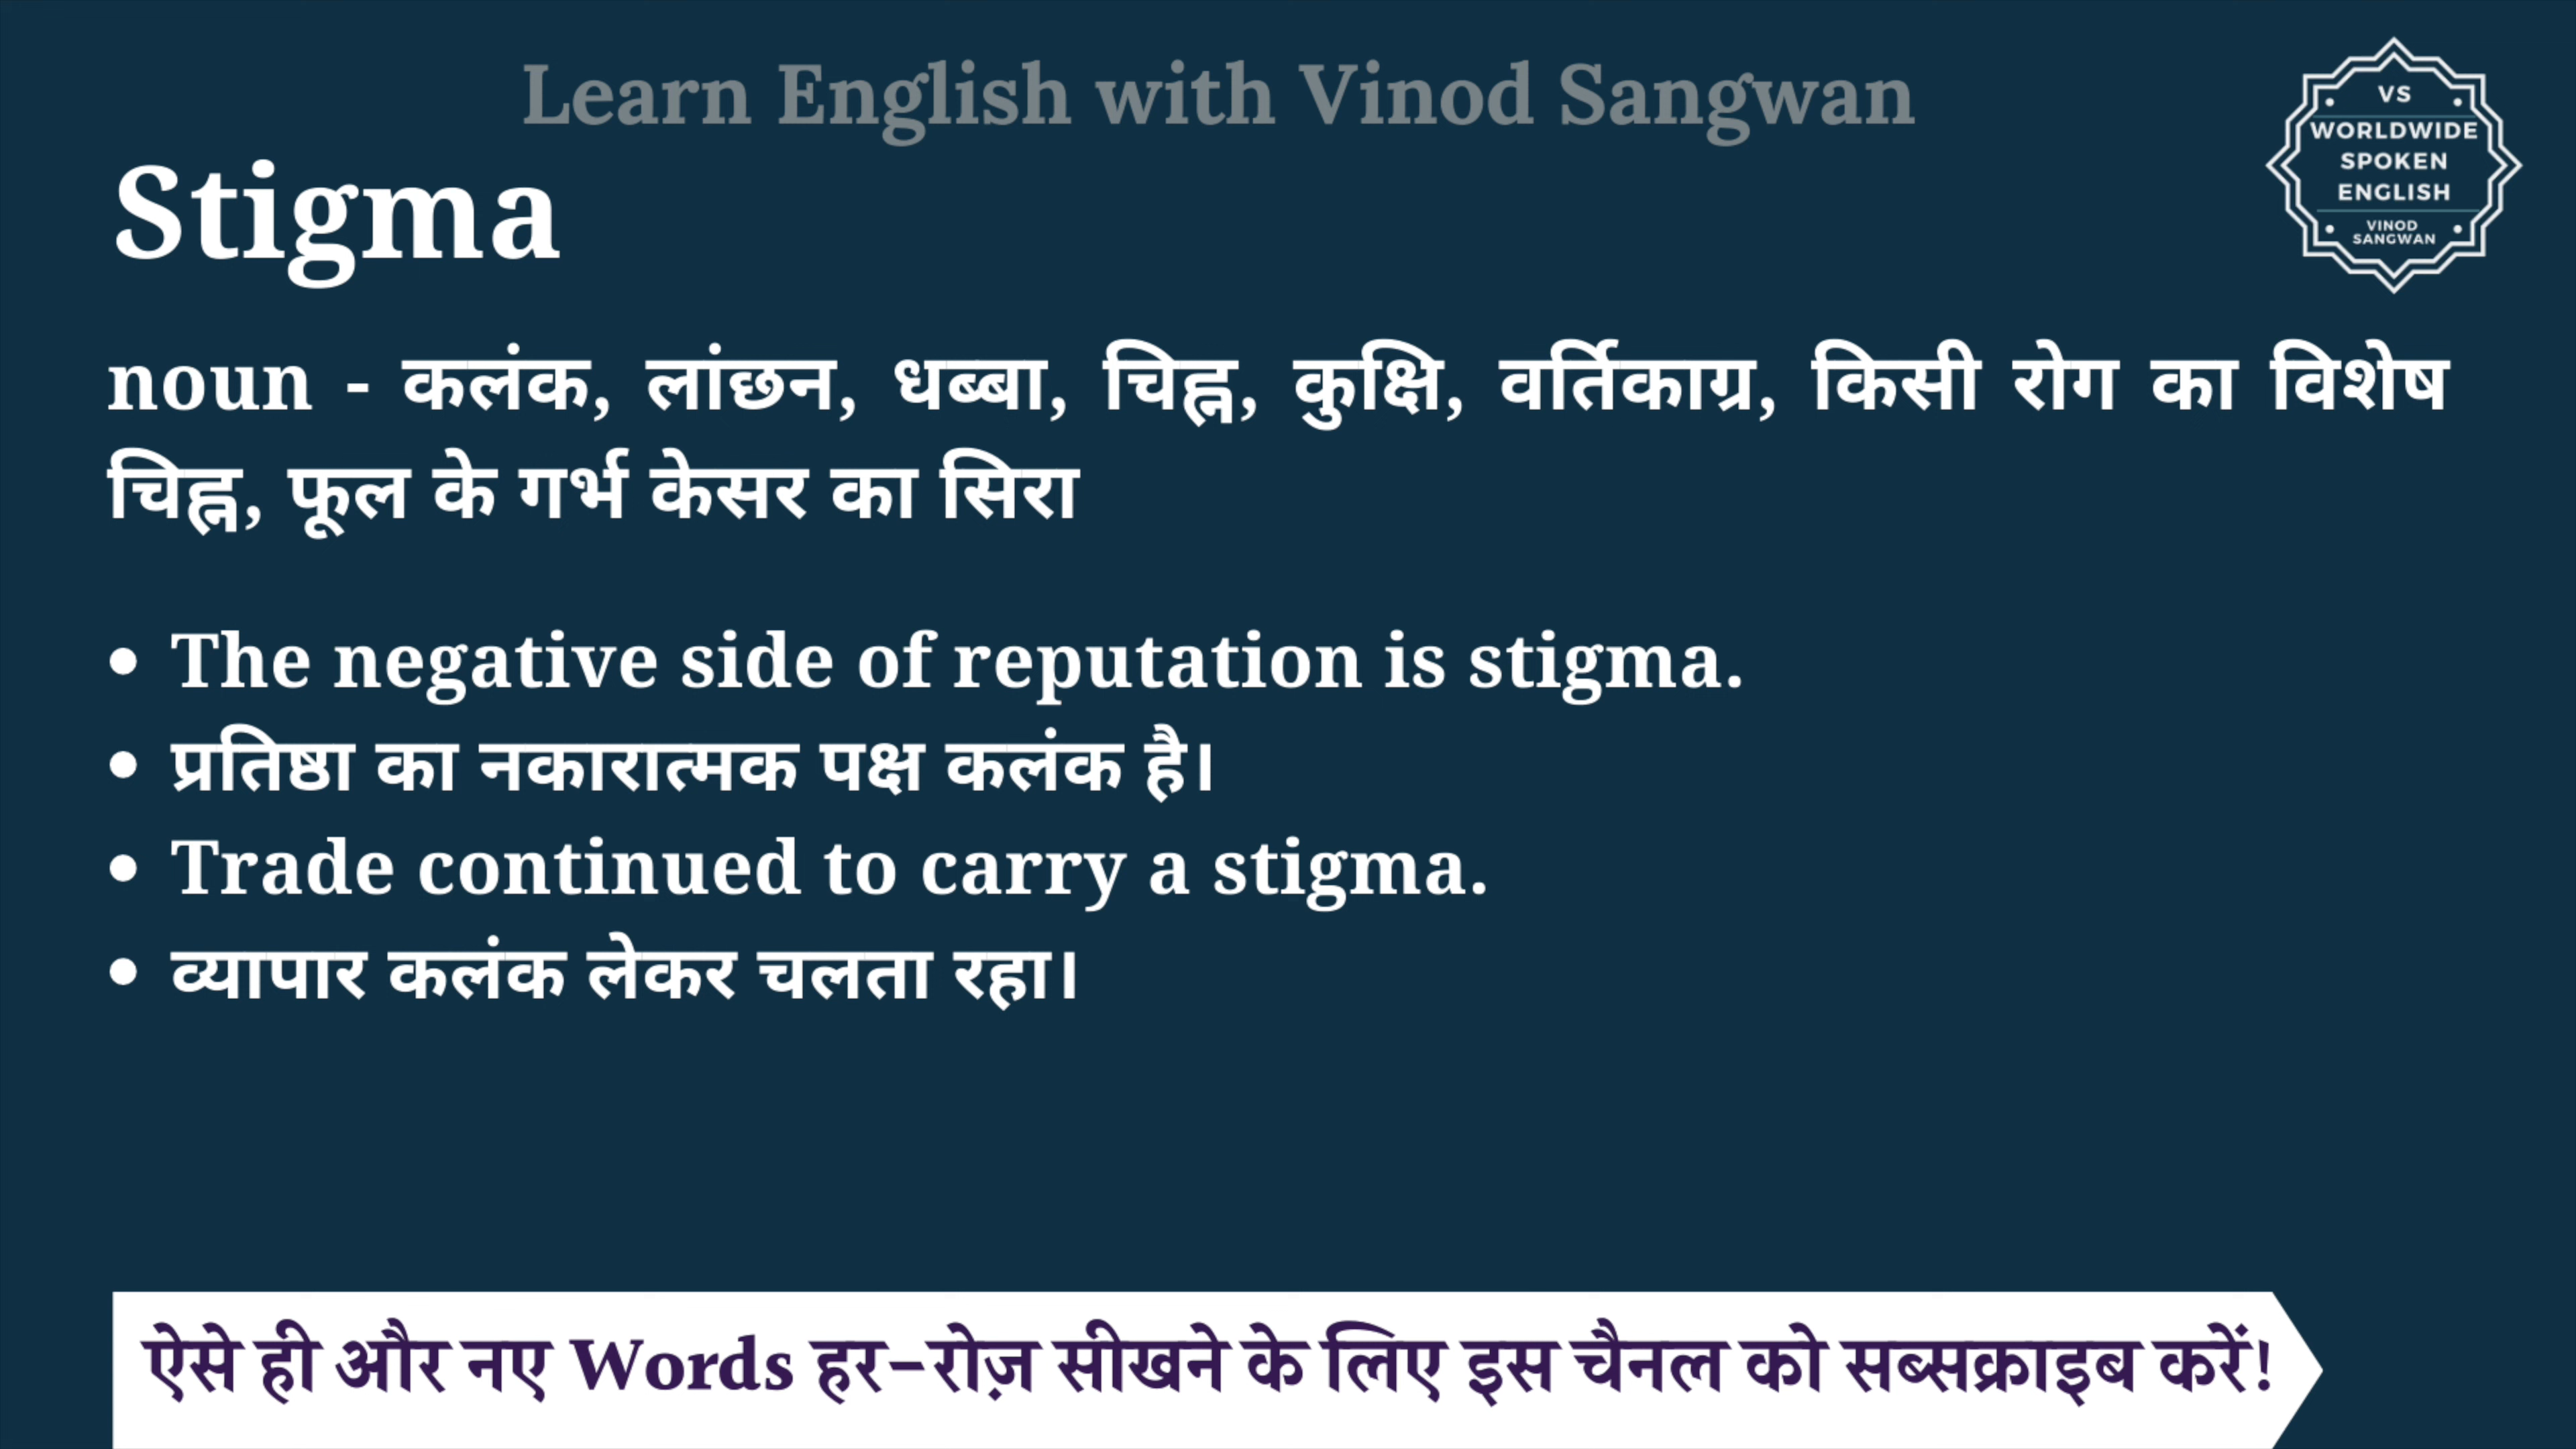 Learn English with Vinod Sangwan
VS
WORLDWIDE
SPOKEN
ENGLISH
VINOD
SANGWAN
Stigma
noun - कलंक, लांछन, धब्बा, चिह्न, कुक्षि, वर्तिकाग्र, किसी रोग का विशेष
चिह्न, फूल के गर्भ केसर का सिरा
• The negative side of reputation is stigma.
• प्रतिष्ठा का नकारात्मक पक्ष कलंक है।
• Trade continued to carry a stigma.
• व्यापार कलंक लेकर चलता रहा।
ऐसे ही और नए Words हर-रोज़ सीखने के लिए इस चैनल को सब्सक्राइब करें!